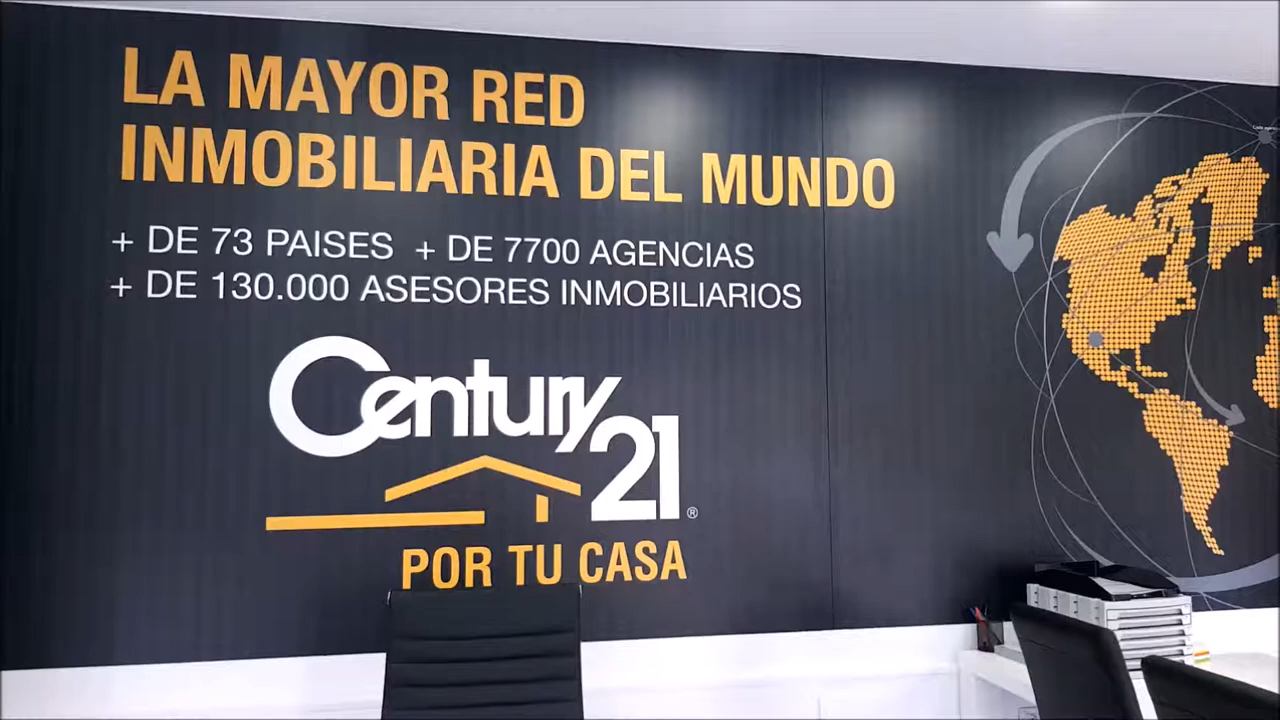 LA MAYOR RED
INMOBILIARIA DEL MUNDO
+ DE 73 PAISES + DE 7700 AGENCIAS
+ DE 130.000 ASESORES INMOBILIARIOS
Century
21®
POR TU CASA